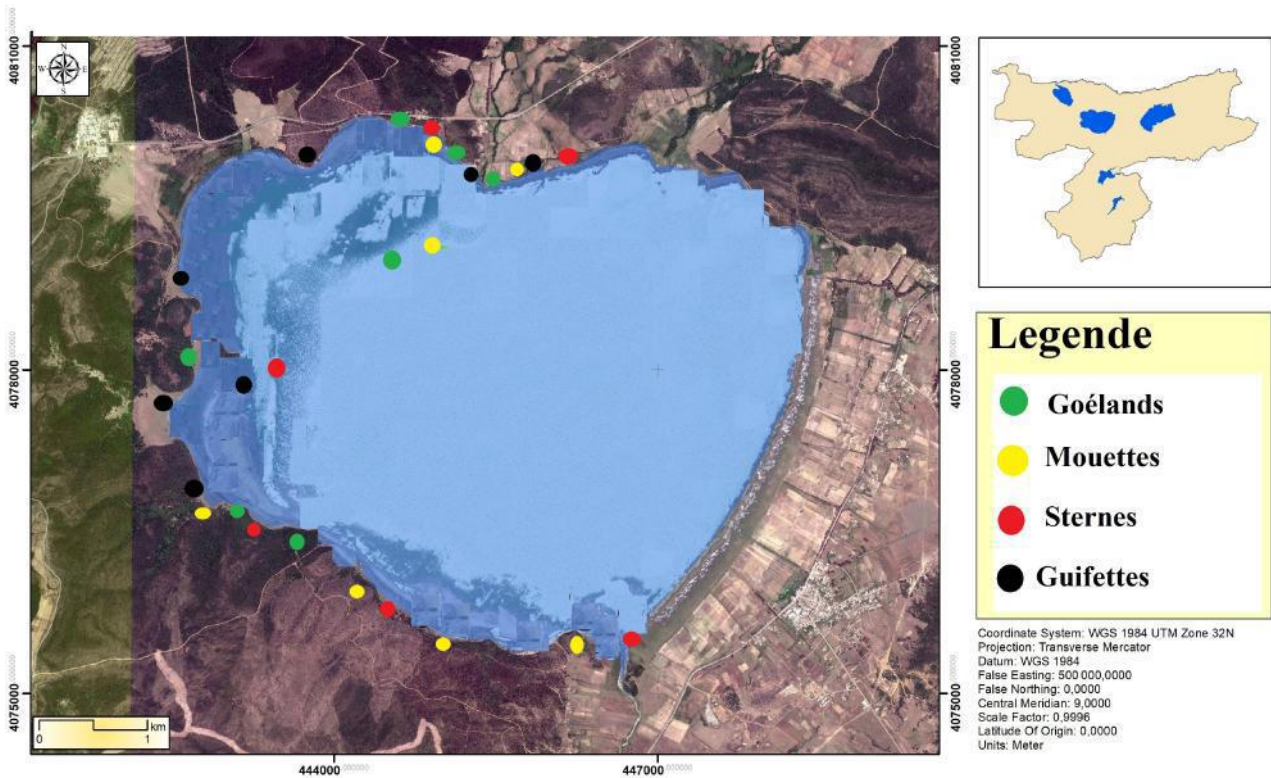 4081000
4081000
N
W E
S
Legende
Goélands
4078000
4078000
Mouettes
Sternes
Guifettes
Coordinate System: WGS 1984 UTM Zone 32N
Projection: Transverse Mercator
Datum: WGS 1984
False Easting: 500 000,0000
False Northing: 0,0000
Central Meridian: 9,0000
Scale Factor: 0,9996
Latitude Of Origin: 0,0000
Units: Meter
4075000
4075000
km
0 1
444000
447000